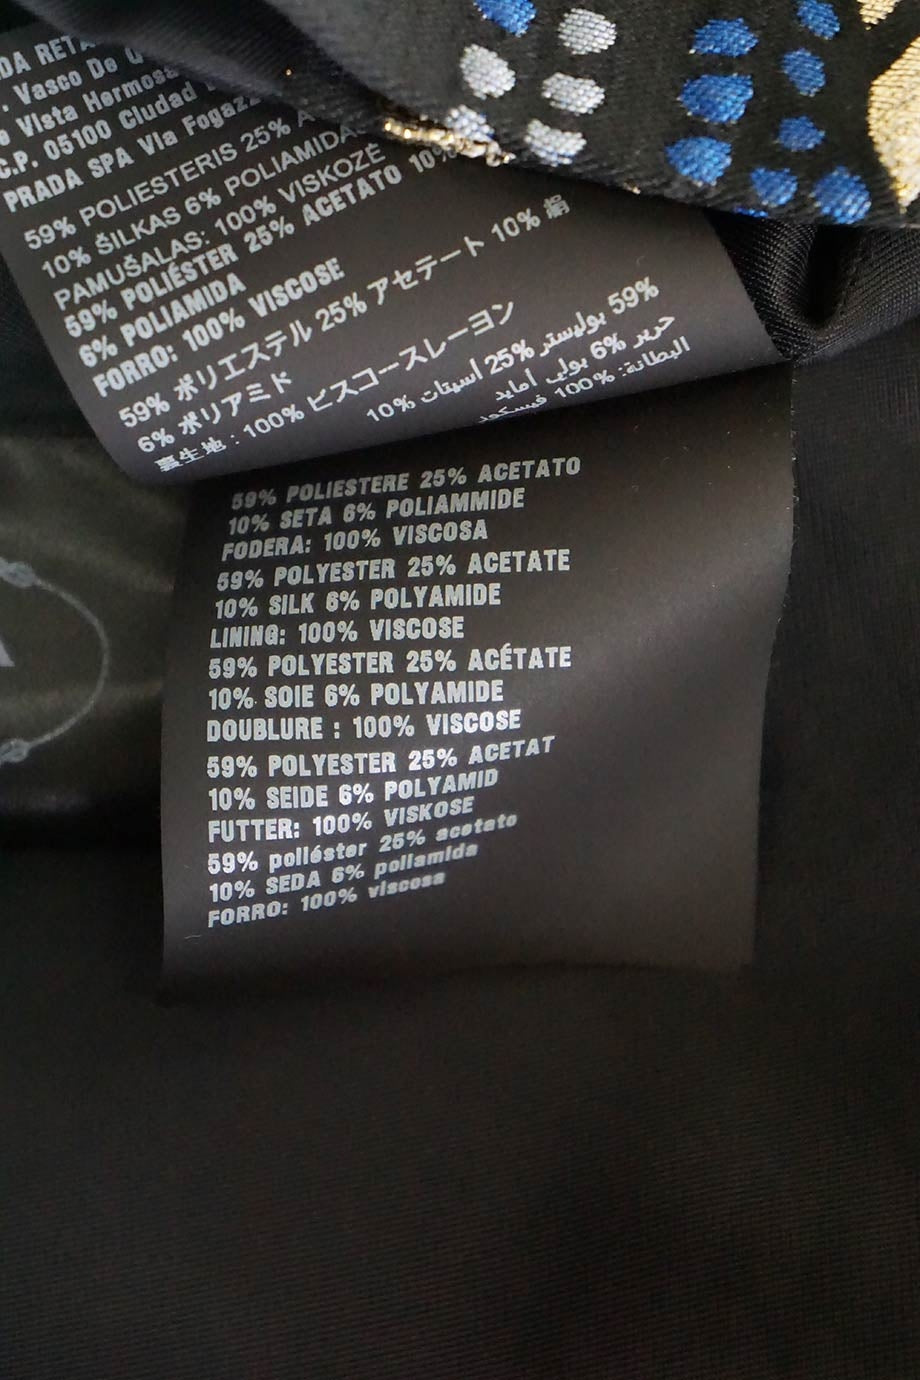 DA RETA
. Vasco De
o Vista Hermosa
C.P. 05100 Ciudad
PRADA SPA Via Fogazz
59% POLIESTERIS 25% A
10% ŠILKAS 6% POLIAMIDA
PAMUŠALAS: 100% VISKOZĖ
59% POLIÉSTER 25% ACETATO 10%
6% POLIAMIDA
FORRO: 100% VISCOSE
59% ポリエステル 25% アセテート 10% 絹
6% ポリアミド
裏生地 : 100% ビスコースレーヨン
59% بوليستر 25% أسيتات 10%
حرير 6% بولي أمايد
البطانة: 100% فيسكوز
59% POLIESTERE 25% ACETATO
10% SETA 6% POLIAMMIDE
FODERA: 100% VISCOSA
59% POLYESTER 25% ACETATE
10% SILK 6% POLYAMIDE
LINING: 100% VISCOSE
59% POLYESTER 25% ACÉTATE
10% SOIE 6% POLYAMIDE
DOUBLURE : 100% VISCOSE
59% POLYESTER 25% ACETAT
10% SEIDE 6% POLYAMID
FUTTER: 100% VISKOSE
59% poliéster 25% acetato
10% SEDA 6% poliamida
FORRO: 100% viscosa